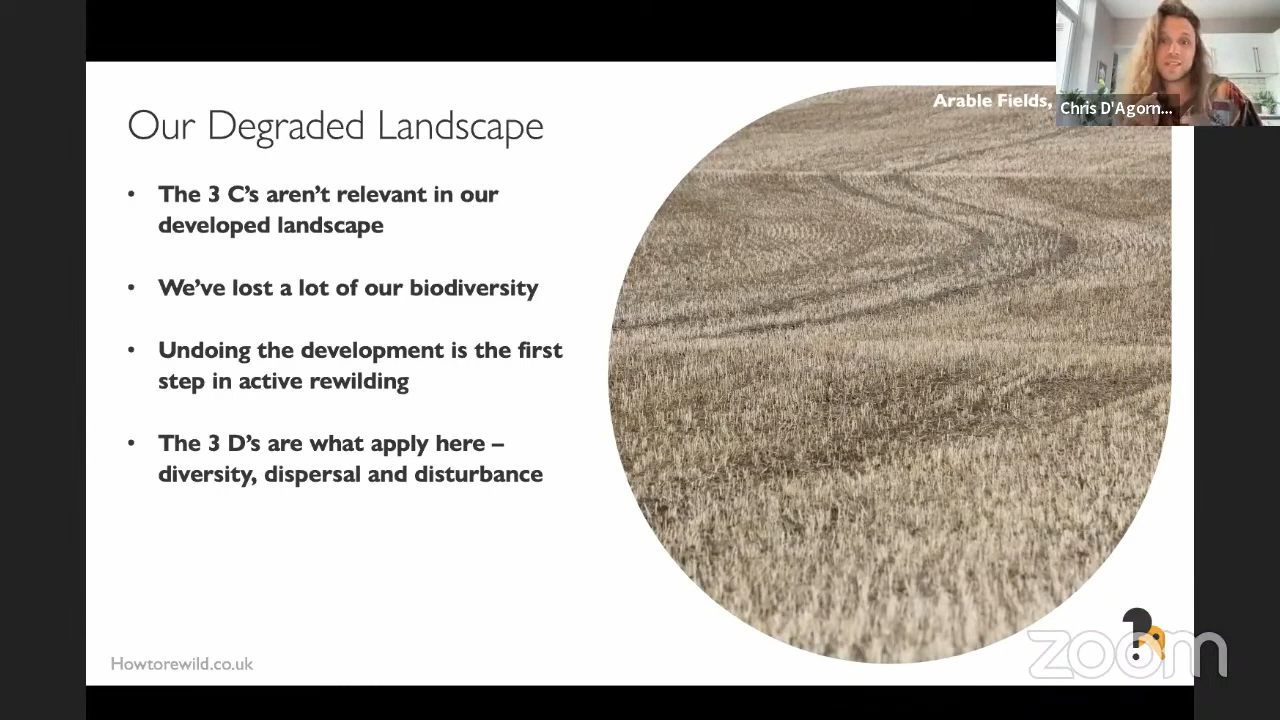 Arable Fields,
Chris D'Agorn...
Our Degraded Landscape
• The 3 C’s aren’t relevant in our
developed landscape
• We’ve lost a lot of our biodiversity
• Undoing the development is the first
step in active rewilding
• The 3 D’s are what apply here –
diversity, dispersal and disturbance
Howtorewild.co.uk
zoom